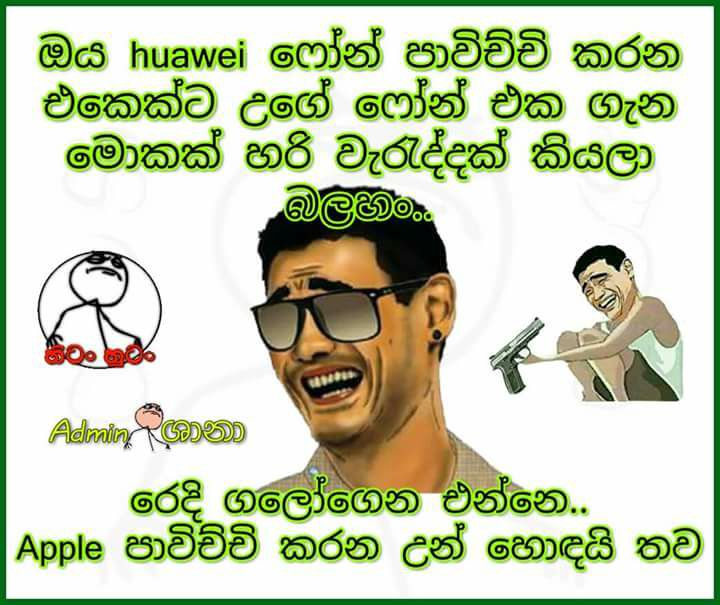 ඔය huawei ෆෝන් පාවිච්චි කරන
එකෙක්ට උගේ ෆෝන් එක ගැන
මොකක් හරි වැරැද්දක් කියලා
බලහං..
හිටං හුටං
Admin ශානා
රෙදි ගලෝගෙන එන්නෙ..
Apple පාවිච්චි කරන උන් හොඳයි තව